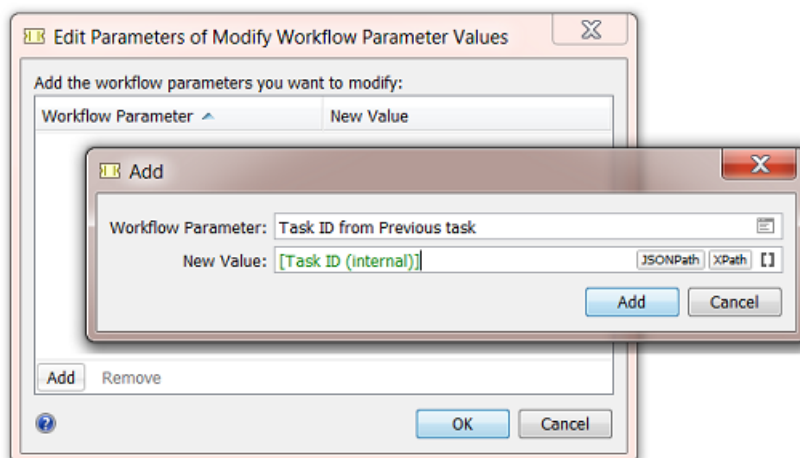 Edit Parameters of Modify Workflow Parameter Values
Add the workflow parameters you want to modify:
Workflow Parameter New Value
Add
Workflow Parameter: Task ID from Previous task
New Value: [Task ID (internal)] JSONPath XPath []
Add Cancel
Add Remove
? OK Cancel